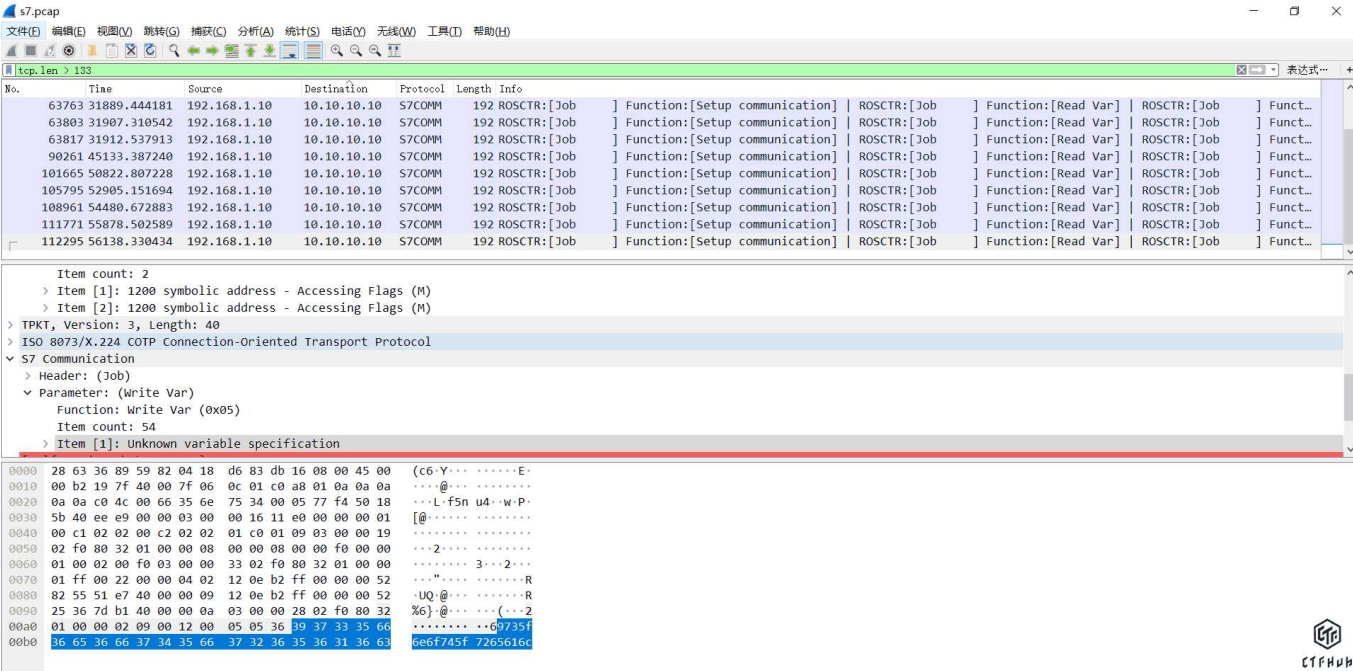 s7.pcap
文件(F) 编辑(E) 视图(V) 跳转(G) 捕获(C) 分析(A) 统计(S) 电话(Y) 无线(W) 工具(T) 帮助(H)
tcp.len > 133 表达式… +
No. Time Source Destination Protocol Length Info
63763 31889.444181 192.168.1.10 10.10.10.10 S7COMM 192 ROSCTR:[Job ] Function:[Setup communication] | ROSCTR:[Job ] Function:[Read Var] | ROSCTR:[Job ] Funct…
63803 31907.310542 192.168.1.10 10.10.10.10 S7COMM 192 ROSCTR:[Job ] Function:[Setup communication] | ROSCTR:[Job ] Function:[Read Var] | ROSCTR:[Job ] Funct…
63817 31912.537913 192.168.1.10 10.10.10.10 S7COMM 192 ROSCTR:[Job ] Function:[Setup communication] | ROSCTR:[Job ] Function:[Read Var] | ROSCTR:[Job ] Funct…
90261 45133.387240 192.168.1.10 10.10.10.10 S7COMM 192 ROSCTR:[Job ] Function:[Setup communication] | ROSCTR:[Job ] Function:[Read Var] | ROSCTR:[Job ] Funct…
101665 50822.807228 192.168.1.10 10.10.10.10 S7COMM 192 ROSCTR:[Job ] Function:[Setup communication] | ROSCTR:[Job ] Function:[Read Var] | ROSCTR:[Job ] Funct…
105795 52905.151694 192.168.1.10 10.10.10.10 S7COMM 192 ROSCTR:[Job ] Function:[Setup communication] | ROSCTR:[Job ] Function:[Read Var] | ROSCTR:[Job ] Funct…
108961 54480.672883 192.168.1.10 10.10.10.10 S7COMM 192 ROSCTR:[Job ] Function:[Setup communication] | ROSCTR:[Job ] Function:[Read Var] | ROSCTR:[Job ] Funct…
111771 55878.502589 192.168.1.10 10.10.10.10 S7COMM 192 ROSCTR:[Job ] Function:[Setup communication] | ROSCTR:[Job ] Function:[Read Var] | ROSCTR:[Job ] Funct…
112295 56138.330434 192.168.1.10 10.10.10.10 S7COMM 192 ROSCTR:[Job ] Function:[Setup communication] | ROSCTR:[Job ] Function:[Read Var] | ROSCTR:[Job ] Funct…
Item count: 2
> Item [1]: 1200 symbolic address - Accessing Flags (M)
> Item [2]: 1200 symbolic address - Accessing Flags (M)
> TPKT, Version: 3, Length: 40
> ISO 8073/X.224 COTP Connection-Oriented Transport Protocol
S7 Communication
> Header: (Job)
Parameter: (Write Var)
Function: Write Var (0x05)
Item count: 54
> Item [1]: Unknown variable specification
0000 28 63 36 89 59 82 04 18 d6 83 db 16 08 00 45 00 (c6·Y··· ······E·
0010 00 b2 19 7f 40 00 7f 06 0c 01 c0 a8 01 0a 0a 0a ····@··· ········
0020 0a 0a c0 4c 00 66 35 6e 75 34 00 05 77 f4 50 18 ···L·f5n u4··w·P·
0030 5b 40 ee e9 00 00 03 00 00 16 11 e0 00 00 00 01 [@······ ········
0040 00 c1 02 02 00 c2 02 02 01 c0 01 09 03 00 00 19 ········ ········
0050 02 f0 80 32 01 00 00 08 00 00 08 00 00 f0 00 00 ···2···· ········
0060 01 00 02 00 f0 03 00 00 33 02 f0 80 32 01 00 00 ········ 3···2···
0070 01 ff 00 22 00 00 04 02 12 0e b2 ff 00 00 00 52 ···"···· ·······R
0080 82 55 51 e7 40 00 00 09 12 0e b2 ff 00 00 00 52 ·UQ·@··· ·······R
0090 25 36 7d b1 40 00 00 0a 03 00 00 28 02 f0 80 32 %6}·@··· ···(···2
00a0 01 00 00 02 09 00 12 00 05 05 36 39 37 33 35 66 ········ ··69735f
00b0 36 65 36 66 37 34 35 66 37 32 36 35 36 31 36 63 6e6f745f 7265616c
CTFHUB